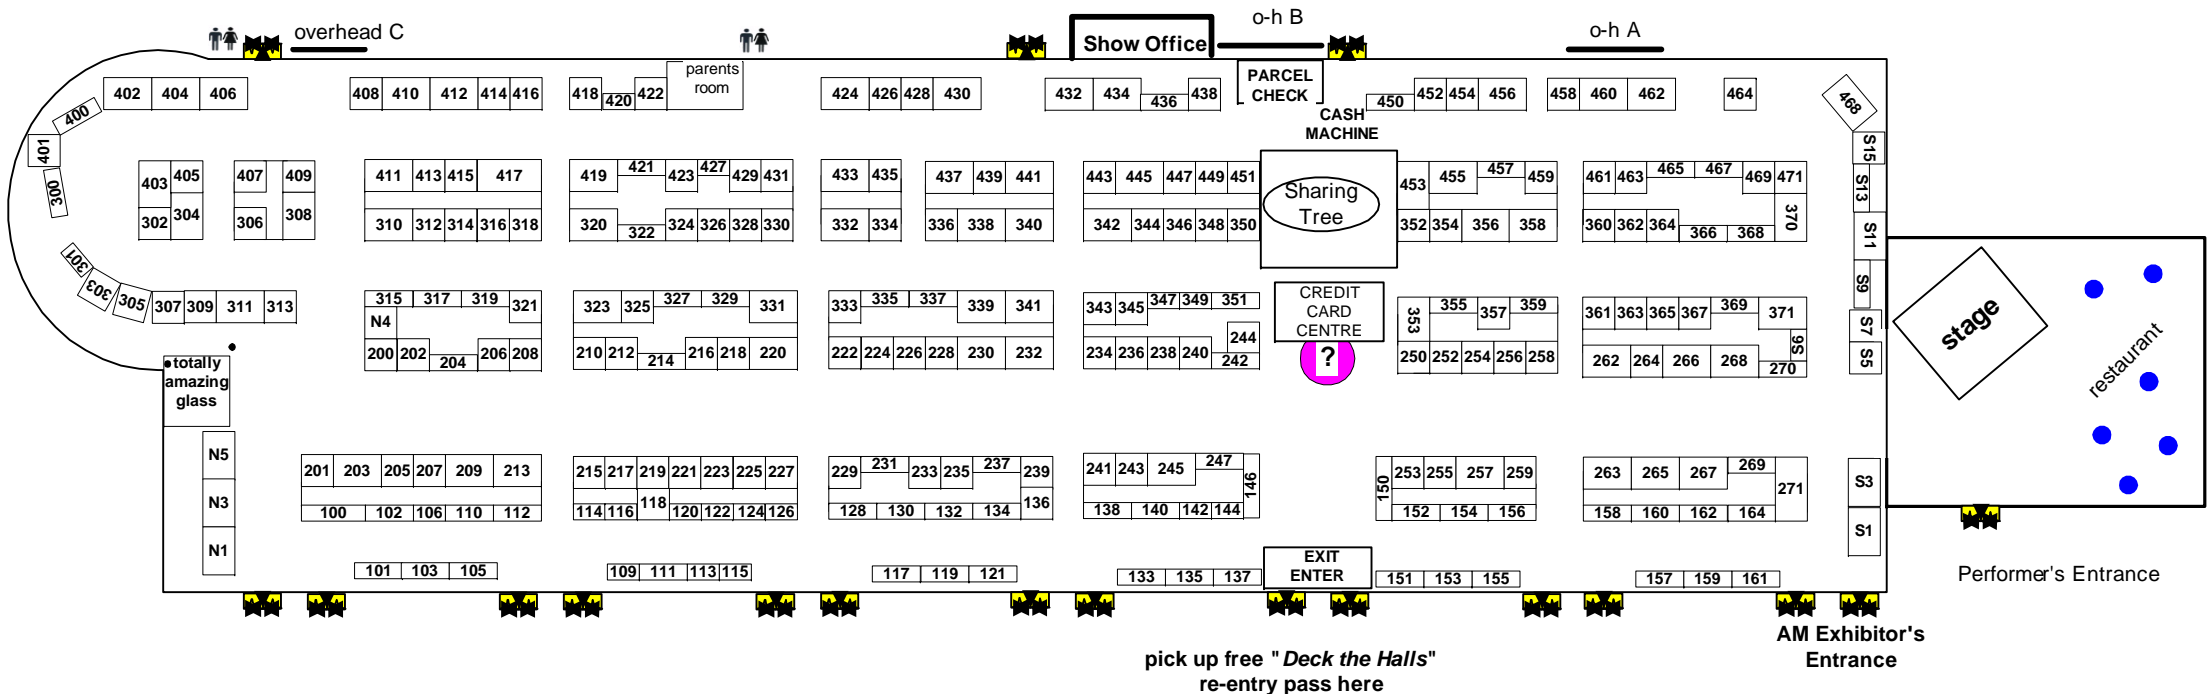 overhead C
o-h B
o-h A
Show Office
parents
room
PARCEL
CHECK
CASH
MACHINE
402 404 406 408 410 412 414 416 418 420 422 424 426 428 430 432 434 436 438 450 452 454 456 458 460 462 464 468
400
401
300
403 405 407 409 411 413 415 417 419 421 423 427 429 431 433 435 437 439 441 443 445 447 449 451 453 455 457 459 461 463 465 467 469 471
Sharing
Tree
S15
S13
S11
S9
S7
S5
302 304 306 308 310 312 314 316 318 320 322 324 326 328 330 332 334 336 338 340 342 344 346 348 350 352 354 356 358 360 362 364 366 368 370
301
303
305
307 309 311 313 315 317 319 321 323 325 327 329 331 333 335 337 339 341 343 345 347 349 351 353 355 357 359 361 363 365 367 369 371
N4
CREDIT
CARD
CENTRE
?
244
S6
200 202 204 206 208 210 212 214 216 218 220 222 224 226 228 230 232 234 236 238 240 242 250 252 254 256 258 262 264 266 268 270
stage
restaurant
totally
amazing
glass
N5
N3
N1
201 203 205 207 209 213 215 217 219 221 223 225 227 229 231 233 235 237 239 241 243 245 247 146 150 253 255 257 259 263 265 267 269 271
S3
S1
100 102 106 110 112 114 116 118 120 122 124 126 128 130 132 134 136 138 140 142 144 152 154 156 158 160 162 164
101 103 105 109 111 113 115 117 119 121 133 135 137 151 153 155 157 159 161
EXIT
ENTER
Performer's Entrance
AM Exhibitor's
Entrance
pick up free "Deck the Halls"
re-entry pass here